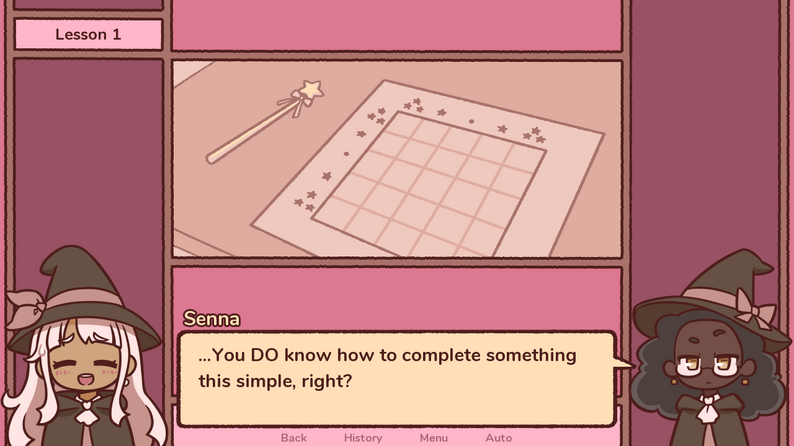 Lesson 1
Senna
...You DO know how to complete something
this simple, right?
Back History Menu Auto